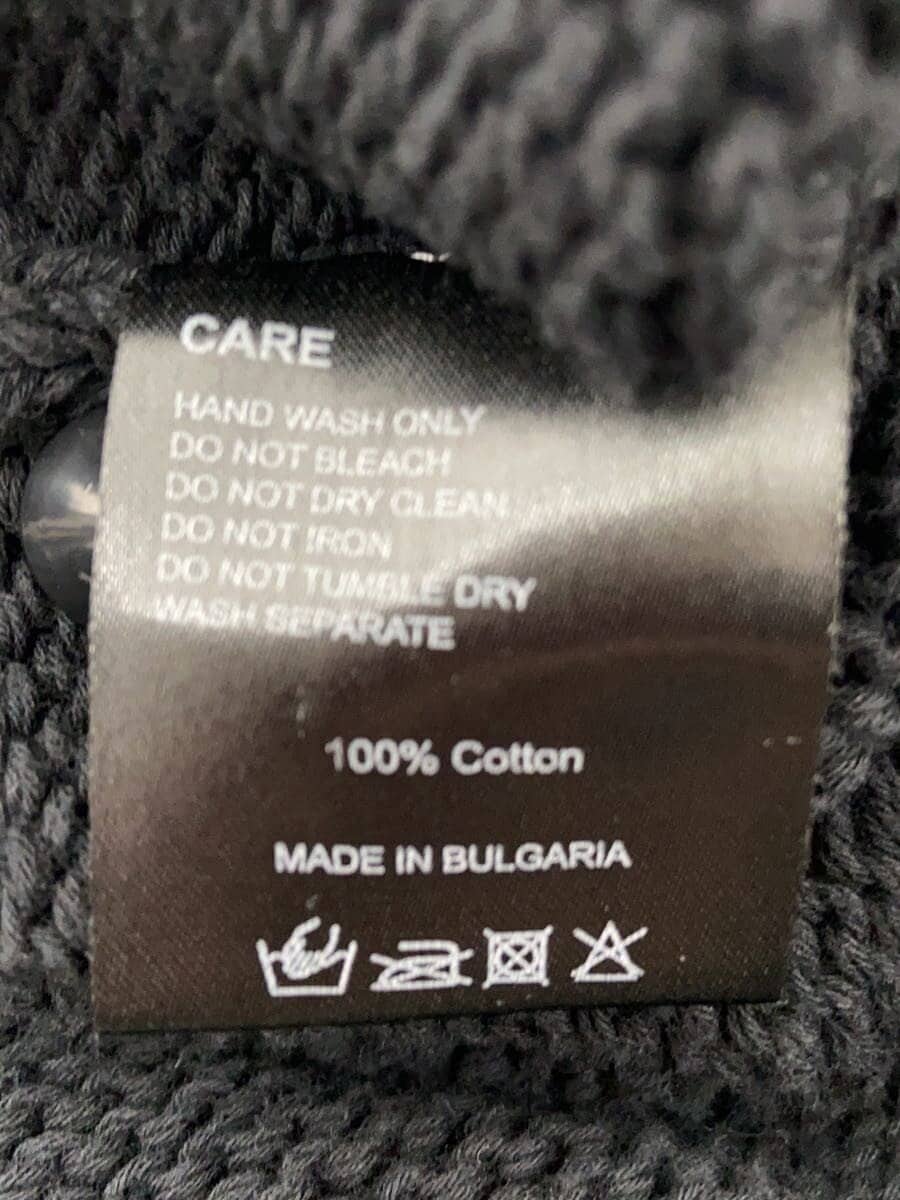 CARE
HAND WASH ONLY
DO NOT BLEACH
DO NOT DRY CLEAN
DO NOT IRON
DO NOT TUMBLE DRY
WASH SEPARATE
100% Cotton
MADE IN BULGARIA